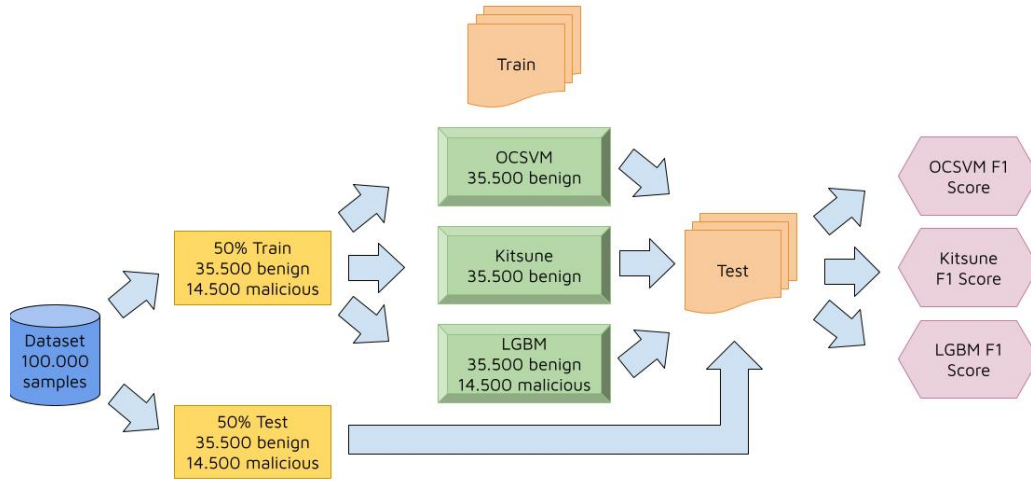 Train
OCSVM
35.500 benign
50% Train
35.500 benign
14.500 malicious
Kitsune
35.500 benign
Dataset
100.000
samples
LGBM
35.500 benign
14.500 malicious
50% Test
35.500 benign
14.500 malicious
Test
OCSVM F1
Score
Kitsune
F1 Score
LGBM F1
Score